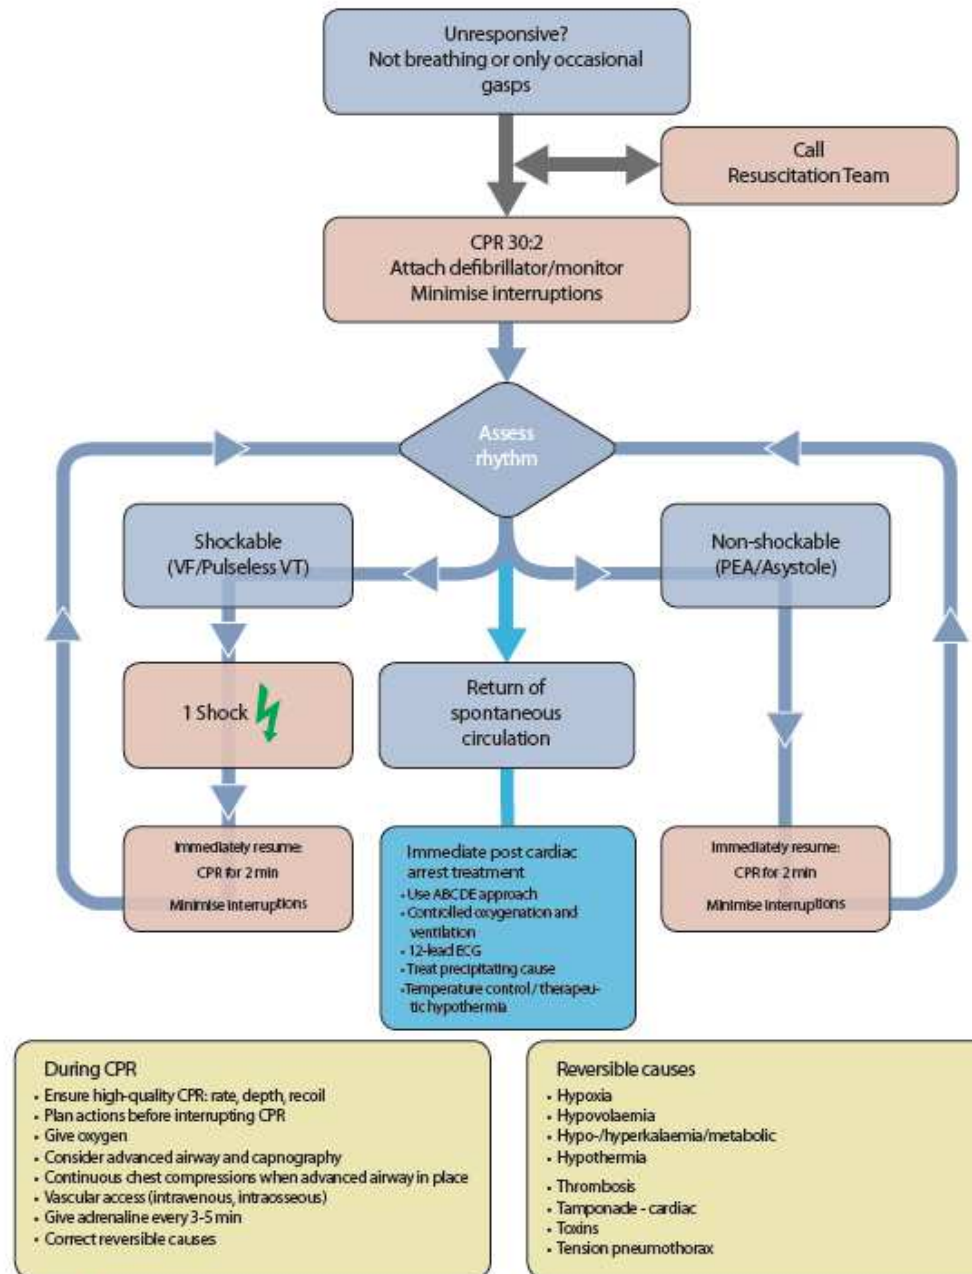 Unresponsive?
Not breathing or only occasional
gasps
Call
Resuscitation Team
CPR 30:2
Attach defibrillator/monitor
Minimise interruptions
Assess
rhythm
Shockable
(VF/Pulseless VT)
Non-shockable
(PEA/Asystole)
1 Shock
Return of
spontaneous
circulation
Immediately resume:
CPR for 2 min
Minimise interruptions
Immediate post cardiac
arrest treatment
• Use ABCDE approach
• Controlled oxygenation and
ventilation
• 12-lead ECG
• Treat precipitating cause
• Temperature control / therapeu-
tic hypothermia
Immediately resume:
CPR for 2 min
Minimise interruptions
During CPR
• Ensure high-quality CPR: rate, depth, recoil
• Plan actions before interrupting CPR
• Give oxygen
• Consider advanced airway and capnography
• Continuous chest compressions when advanced airway in place
• Vascular access (intravenous, intraosseous)
• Give adrenaline every 3-5 min
• Correct reversible causes
Reversible causes
• Hypoxia
• Hypovolaemia
• Hypo-/hyperkalaemia/metabolic
• Hypothermia
• Thrombosis
• Tamponade - cardiac
• Toxins
• Tension pneumothorax